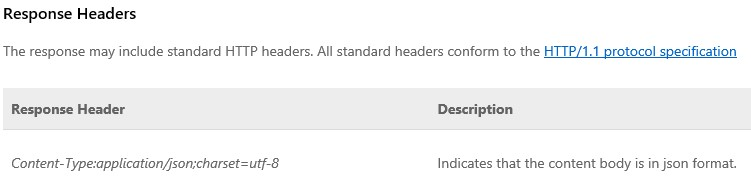 Response Headers
The response may include standard HTTP headers. All standard headers conform to the HTTP/1.1 protocol specification
Response Header Description
Content-Type:application/json;charset=utf-8 Indicates that the content body is in json format.